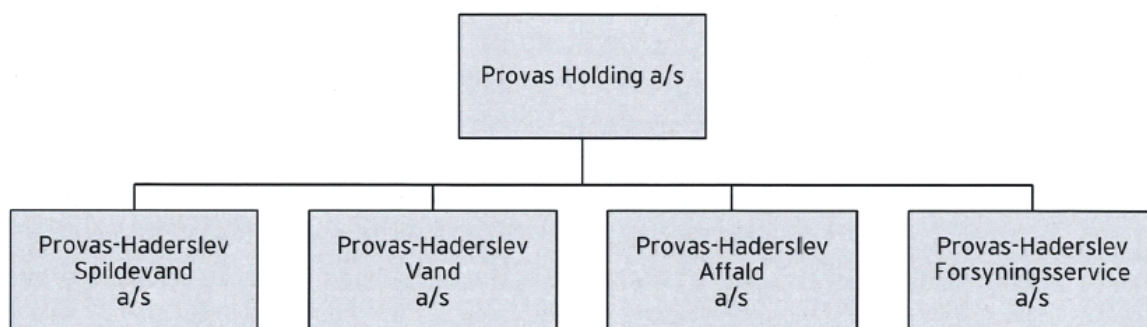 Provas Holding a/s
Provas-Haderslev
Spildevand
a/s
Provas-Haderslev
Vand
a/s
Provas-Haderslev
Affald
a/s
Provas-Haderslev
Forsyningsservice
a/s